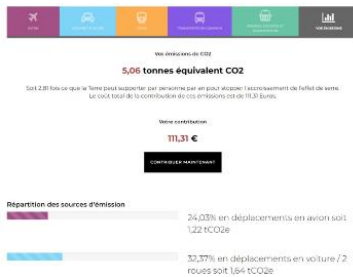 Vos émissions de CO2
5,06 tonnes équivalent CO2
Soit 2.81 fois ce que la Terre peut supporter par personne par an pour stopper l'accroissement de l'effet de serre.
Le coût total de la contribution de ces émissions est de 111,31 Euros.
Votre contribution
111,31 €
CONTRIBUER MAINTENANT
Répartition des sources d'émission
24,03% en déplacements en avion soit
1,22 tCO2e
32,37% en déplacements en voiture / 2
roues soit 1,64 tCO2e